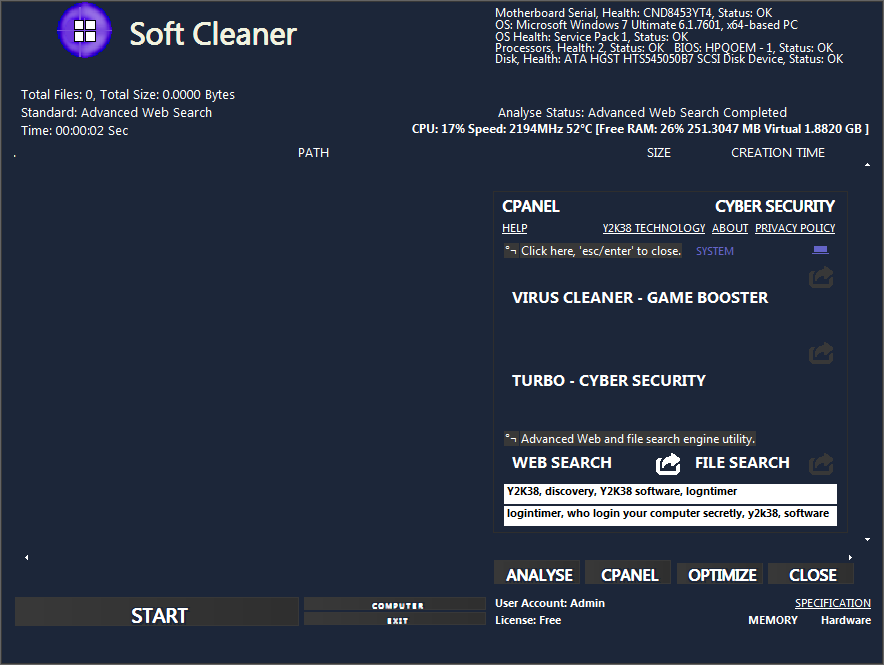 Soft Cleaner
Motherboard Serial, Health: CND8453YT4, Status: OK
OS: Microsoft Windows 7 Ultimate 6.1.7601, x64-based PC
OS Health: Service Pack 1, Status: OK
Processors, Health: 2, Status: OK BIOS: HPQOEM - 1, Status: OK
Disk, Health: ATA HGST HTS545050B7 SCSI Disk Device, Status: OK
Total Files: 0, Total Size: 0.0000 Bytes
Standard: Advanced Web Search
Time: 00:00:02 Sec
Analyse Status: Advanced Web Search Completed
CPU: 17% Speed: 2194MHz 52°C [Free RAM: 26% 251.3047 MB Virtual 1.8820 GB ]
PATH SIZE CREATION TIME
CPANEL CYBER SECURITY
HELP Y2K38 TECHNOLOGY ABOUT PRIVACY POLICY
°¬ Click here, 'esc/enter' to close. SYSTEM
VIRUS CLEANER - GAME BOOSTER
TURBO - CYBER SECURITY
°¬ Advanced Web and file search engine utility.
WEB SEARCH FILE SEARCH
Y2K38, discovery, Y2K38 software, logntimer
logintimer, who login your computer secretly, y2k38, software
ANALYSE CPANEL OPTIMIZE CLOSE
START
COMPUTER
EXIT
User Account: Admin SPECIFICATION
License: Free MEMORY Hardware